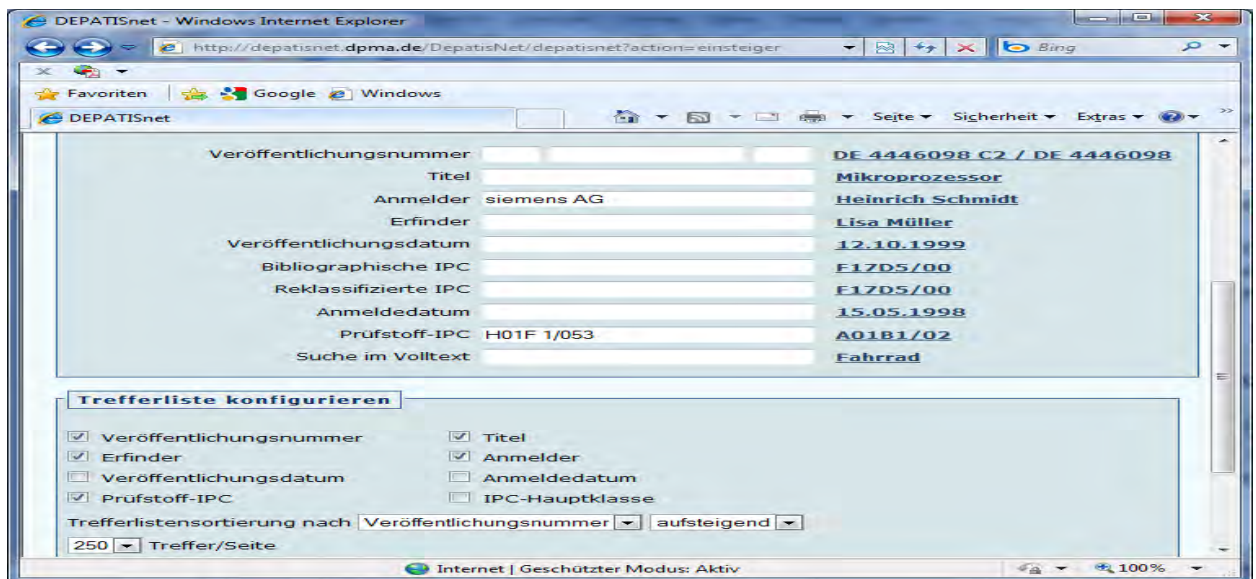 DEPATISnet - Windows Internet Explorer
http://depatisnet.dpma.de/DepatisNet/depatisnet?action=einsteiger
Bing
Favoriten Google Windows
DEPATISnet Seite Sicherheit Extras
Veröffentlichungsnummer DE 4446098 C2 / DE 4446098
Titel Mikroprozessor
Anmelder siemens AG Heinrich Schmidt
Erfinder Lisa Müller
Veröffentlichungsdatum 12.10.1999
Bibliographische IPC F17D5/00
Reklassifizierte IPC F17D5/00
Anmeldedatum 15.05.1998
Prüfstoff-IPC H01F 1/053 A01B1/02
Suche im Volltext Fahrrad
Trefferliste konfigurieren
Veröffentlichungsnummer Titel
Erfinder Anmelder
Veröffentlichungsdatum Anmeldedatum
Prüfstoff-IPC IPC-Hauptklasse
Trefferlistensortierung nach Veröffentlichungsnummer aufsteigend
250 Treffer/Seite
Internet | Geschützter Modus: Aktiv 100%